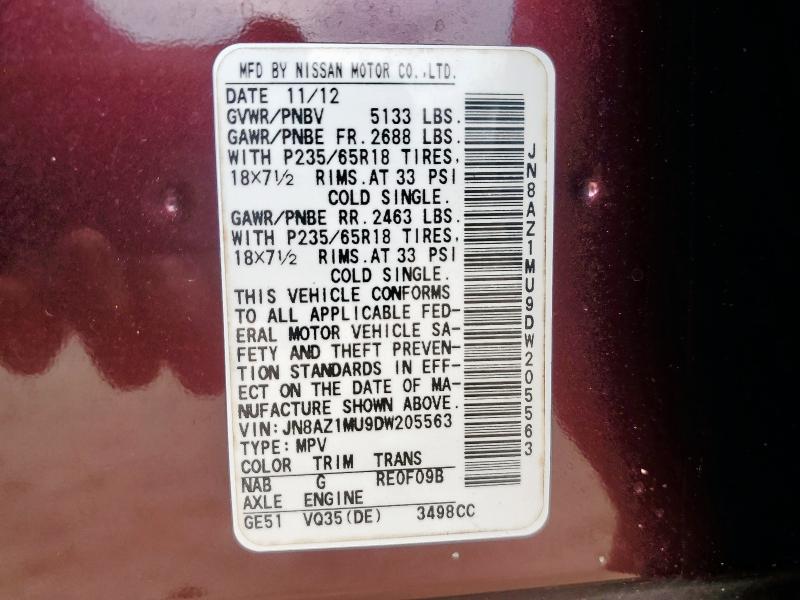 MFD BY NISSAN MOTOR CO.,LTD.
DATE 11/12
GVWR/PNBV 5133 LBS.
GAWR/PNBE FR. 2688 LBS.
WITH P235/65R18 TIRES,
18×7½ RIMS. AT 33 PSI
COLD SINGLE.
GAWR/PNBE RR. 2463 LBS.
WITH P235/65R18 TIRES,
18×7½ RIMS. AT 33 PSI
COLD SINGLE.
THIS VEHICLE CONFORMS
TO ALL APPLICABLE FED-
ERAL MOTOR VEHICLE SA-
FETY AND THEFT PREVEN-
TION STANDARDS IN EFF-
ECT ON THE DATE OF MA-
NUFACTURE SHOWN ABOVE.
VIN: JN8AZ1MU9DW205563
TYPE: MPV
COLOR TRIM TRANS
NAB G RE0F09B
AXLE ENGINE
GE51 VQ35(DE) 3498CC
JN8AZ1MU9DW205563